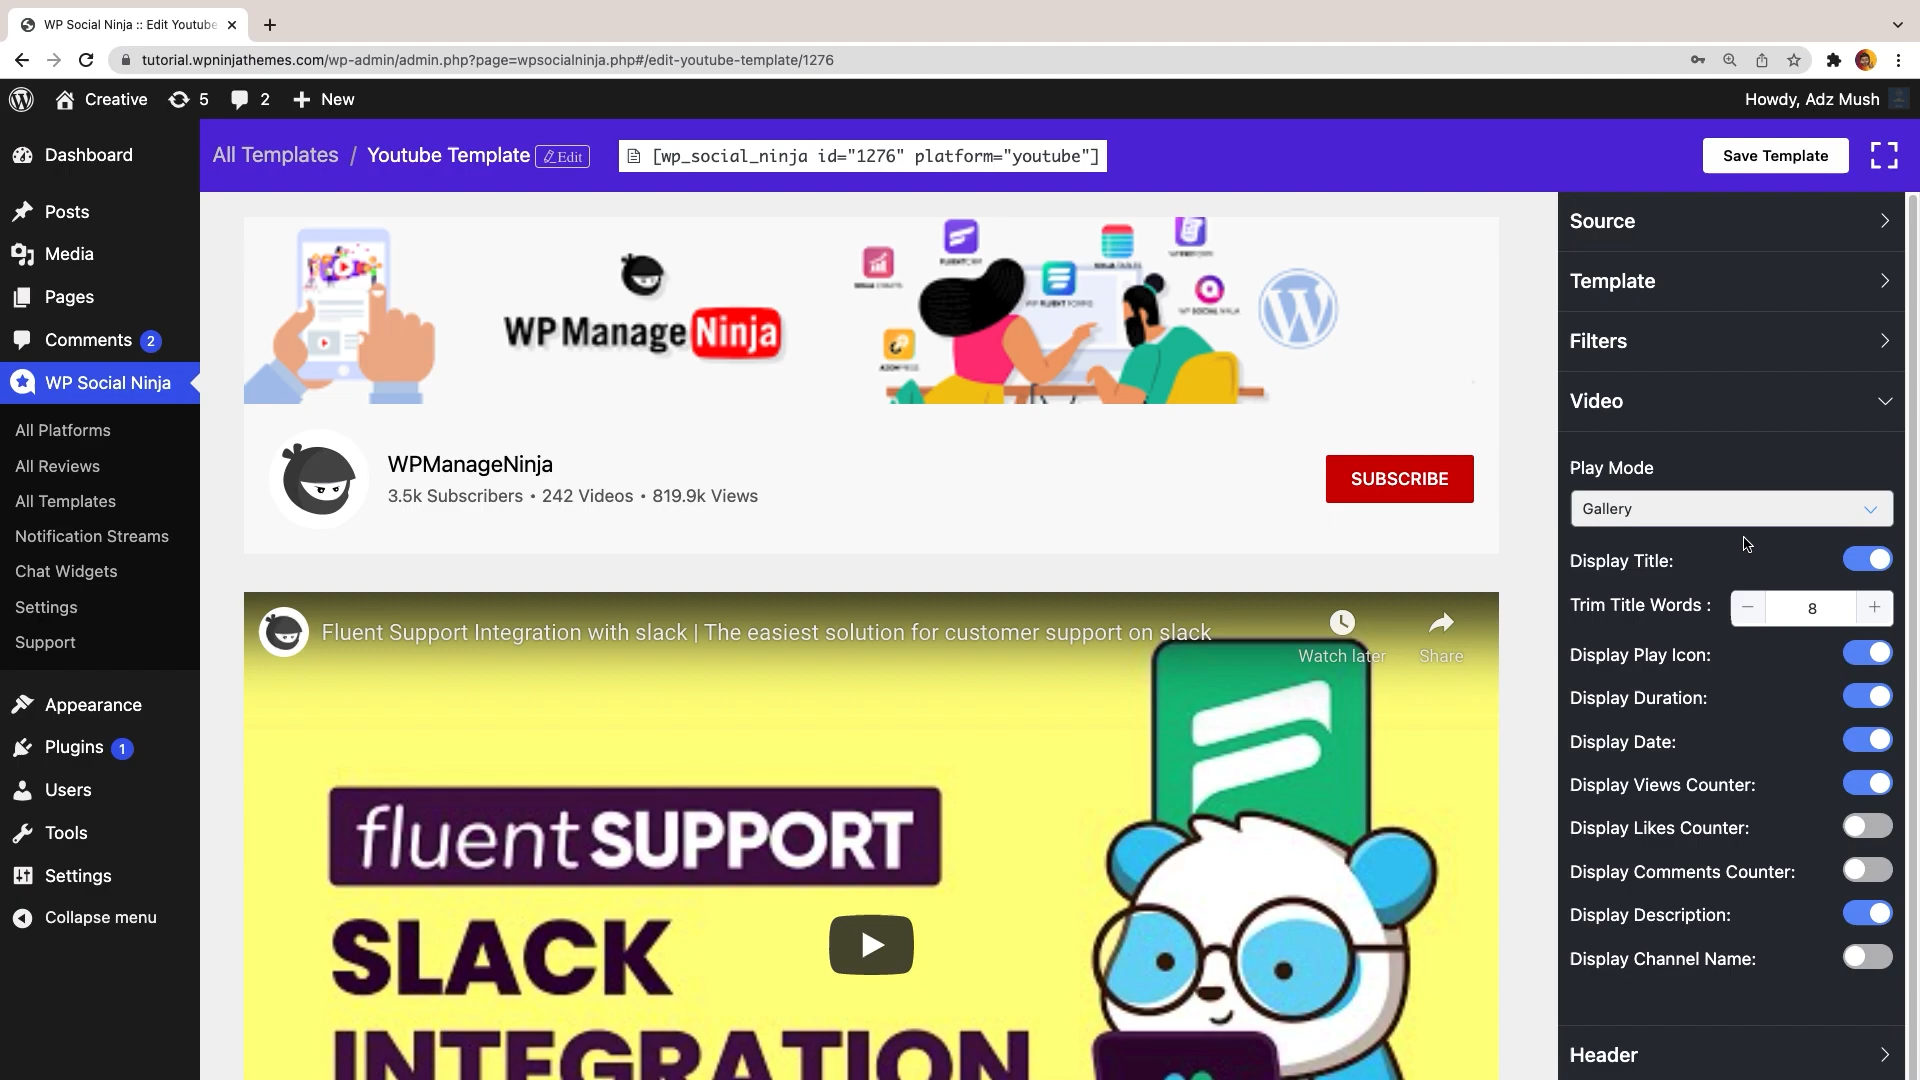 WP Social Ninja :: Edit Youtube
tutorial.wpninjathemes.com/wp-admin/admin.php?page=wpsocialninja.php#/edit-youtube-template/1276
Creative 5 2 New
Howdy, Adz Mush
Dashboard
Posts
Media
Pages
Comments 2
WP Social Ninja
All Platforms
All Reviews
All Templates
Notification Streams
Chat Widgets
Settings
Support
Appearance
Plugins 1
Users
Tools
Settings
Collapse menu
All Templates / Youtube Template Edit
[wp_social_ninja id="1276" platform="youtube"]
Save Template
WPManageNinja
WPManageNinja
3.5k Subscribers • 242 Videos • 819.9k Views
SUBSCRIBE
Fluent Support Integration with slack | The easiest solution for customer support on slack
Watch later
Share
fluentSUPPORT
SLACK
INTEGRATION
Source
Template
Filters
Video
Play Mode
Gallery
Display Title:
Trim Title Words : 8
Display Play Icon:
Display Duration:
Display Date:
Display Views Counter:
Display Likes Counter:
Display Comments Counter:
Display Description:
Display Channel Name:
Header